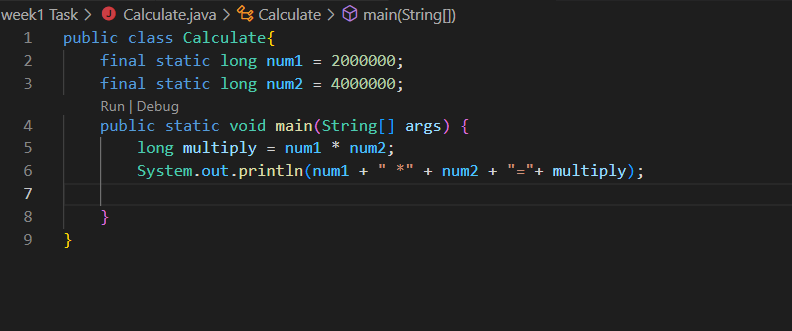 week1 Task > Calculate.java > Calculate > main(String[])
1 public class Calculate{
2     final static long num1 = 2000000;
3     final static long num2 = 4000000;
Run | Debug
4     public static void main(String[] args) {
5         long multiply = num1 * num2;
6         System.out.println(num1 + " *" + num2 + "="+ multiply);
7
8     }
9 }